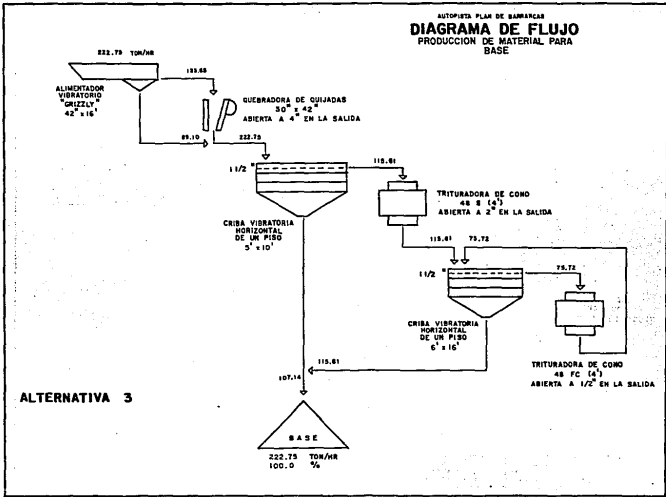 AUTOPISTA PLAN DE BARRANCAS
DIAGRAMA DE FLUJO
PRODUCCION DE MATERIAL PARA
BASE
222.75 TON/HR
133.65
ALIMENTADOR
VIBRATORIO
"GRIZZLY"
42" x 16'
QUEBRADORA DE QUIJADAS
30" x 42"
ABIERTA A 4" EN LA SALIDA
89.10
222.75
1 1/2 "
115.61
CRIBA VIBRATORIA
HORIZONTAL
DE UN PISO
5' x 10'
TRITURADORA DE CONO
48 S (4')
ABIERTA A 2" EN LA SALIDA
115.61
75.72
1 1/2 "
75.72
CRIBA VIBRATORIA
HORIZONTAL
DE UN PISO
6' x 16'
TRITURADORA DE CONO
48 FC (4')
ABIERTA A 1/2" EN LA SALIDA
115.61
107.14
ALTERNATIVA 3
BASE
222.75 TON/HR
100.0 %